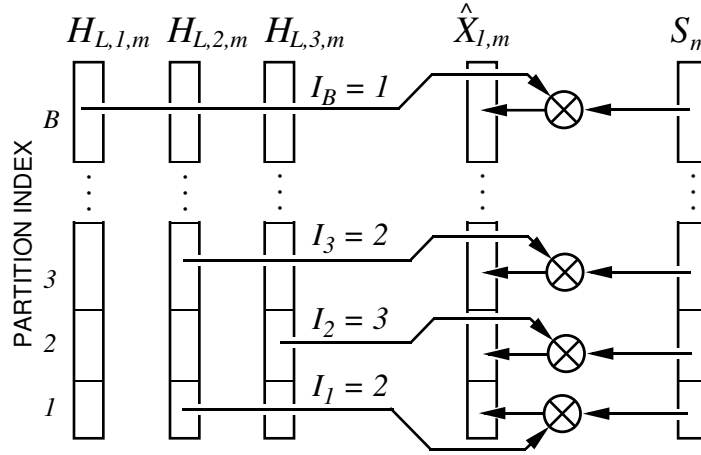 H_{L,1,m} H_{L,2,m} H_{L,3,m} \hat{X}_{1,m} S_m
I_B = 1
B
PARTITION INDEX
I_3 = 2
3
I_2 = 3
2
I_1 = 2
1